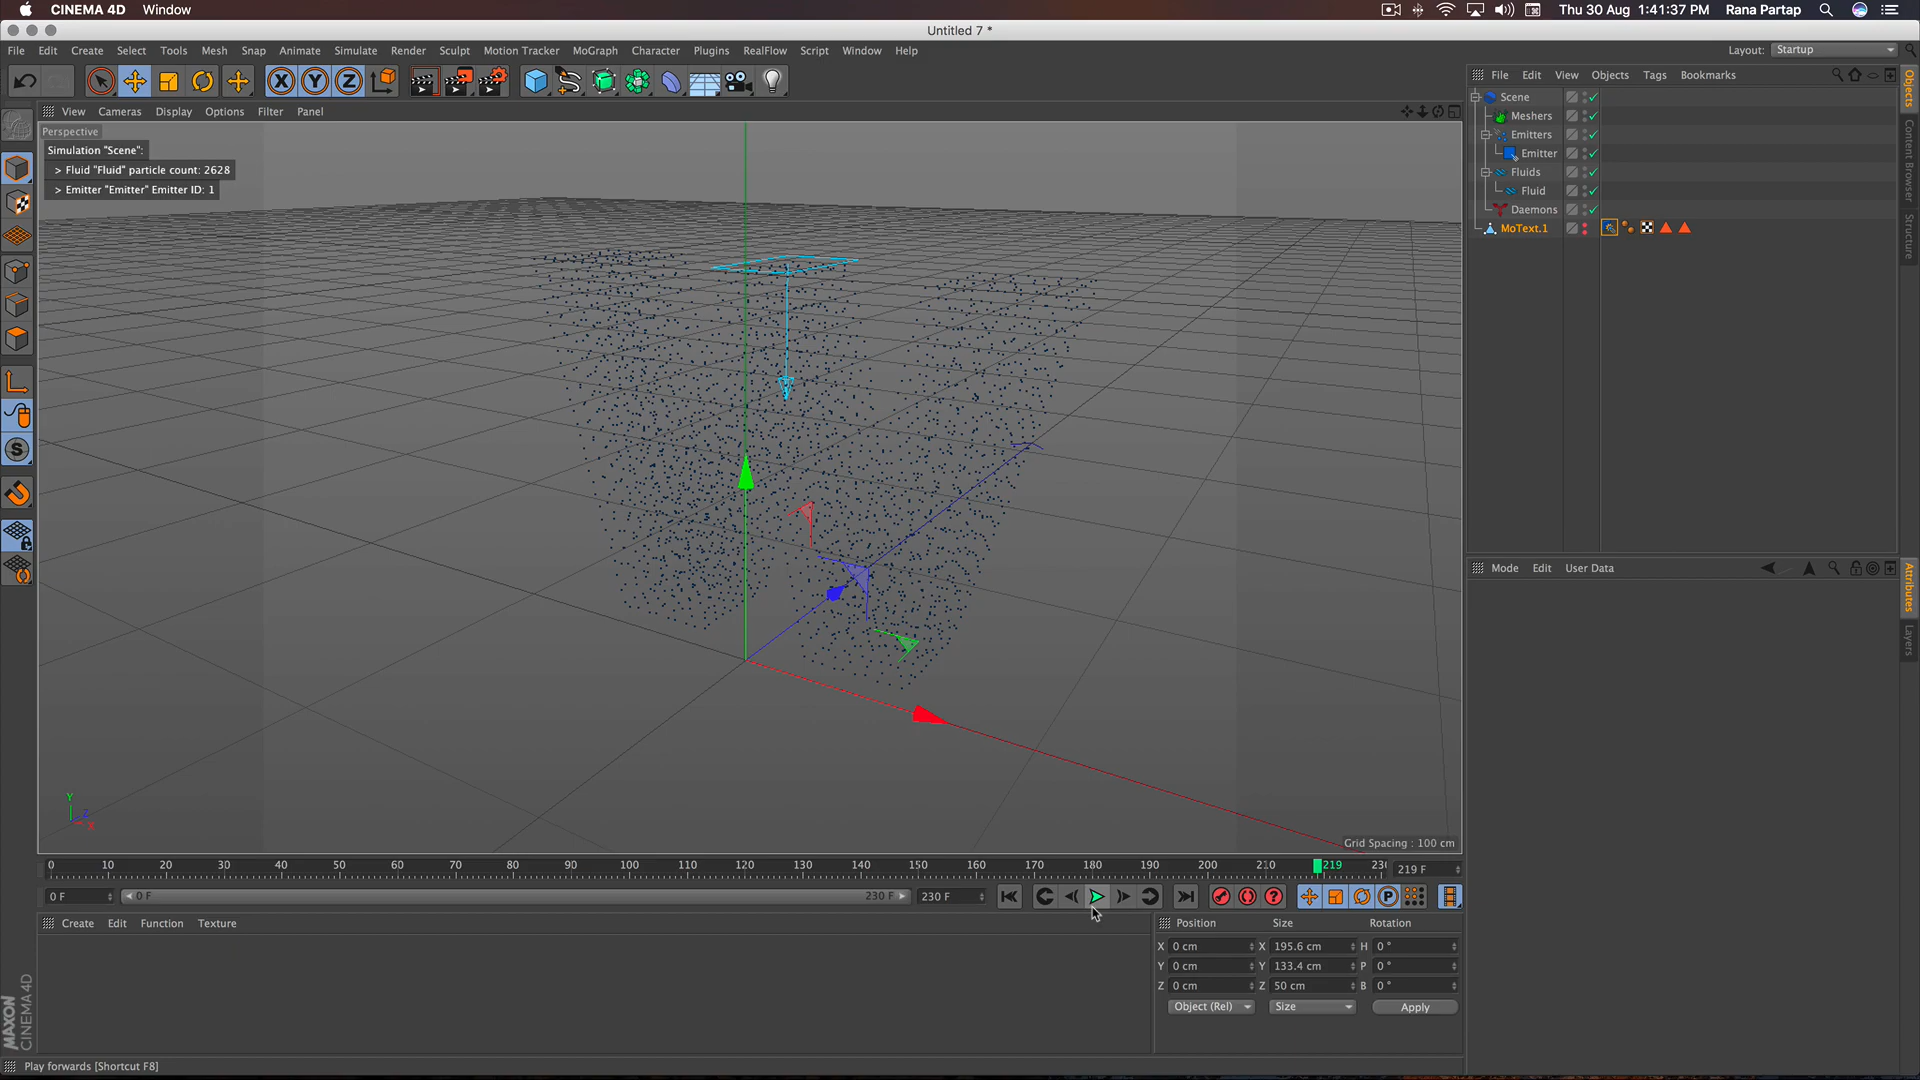 CINEMA 4D Window
Thu 30 Aug 1:41:37 PM Rana Partap
Untitled 7 *
File Edit Create Select Tools Mesh Snap Animate Simulate Render Sculpt Motion Tracker MoGraph Character Plugins RealFlow Script Window Help
Layout: Startup
X Y Z
File Edit View Objects Tags Bookmarks
View Cameras Display Options Filter Panel
Perspective
Simulation "Scene":
> Fluid "Fluid" particle count: 2628
> Emitter "Emitter" Emitter ID: 1
Scene
Meshers
Emitters
Emitter
Fluids
Fluid
Daemons
MoText.1
Objects
Content Browser
Structure
Mode Edit User Data
Attributes
Layers
S
Y
Z
X
Grid Spacing : 100 cm
0 10 20 30 40 50 60 70 80 90 100 110 120 130 140 150 160 170 180 190 200 210 219 230
219 F
0 F
0 F
230 F
230 F
P
Create Edit Function Texture
Position Size Rotation
X 0 cm X 195.6 cm H 0 °
Y 0 cm Y 133.4 cm P 0 °
Z 0 cm Z 50 cm B 0 °
Object (Rel) Size Apply
MAXON
CINEMA 4D
Play forwards [Shortcut F8]